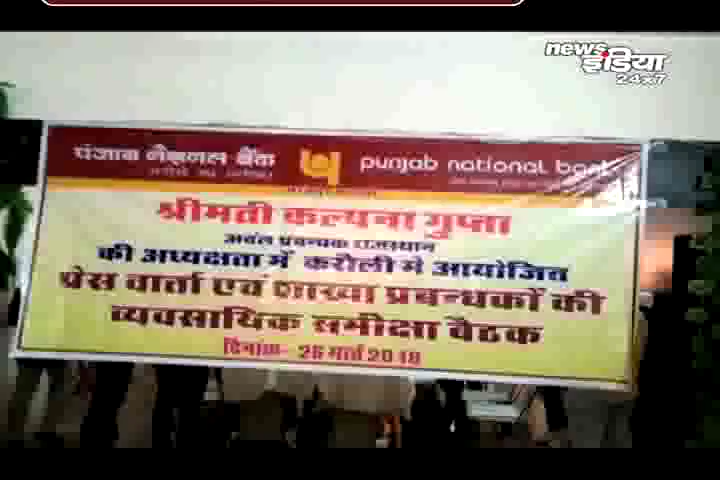 news
इंडिया
24x7
पंजाब नैशनल बैंक punjab national bank
श्रीमती कल्पना गुप्ता
अंचल प्रबन्धक राजस्थान
की अध्यक्षता में करौली मे आयोजित
प्रेस वार्ता एवं शाखा प्रबन्धकों की
व्यवसायिक समीक्षा बैठक
दिनांक- 26 मार्च 2018